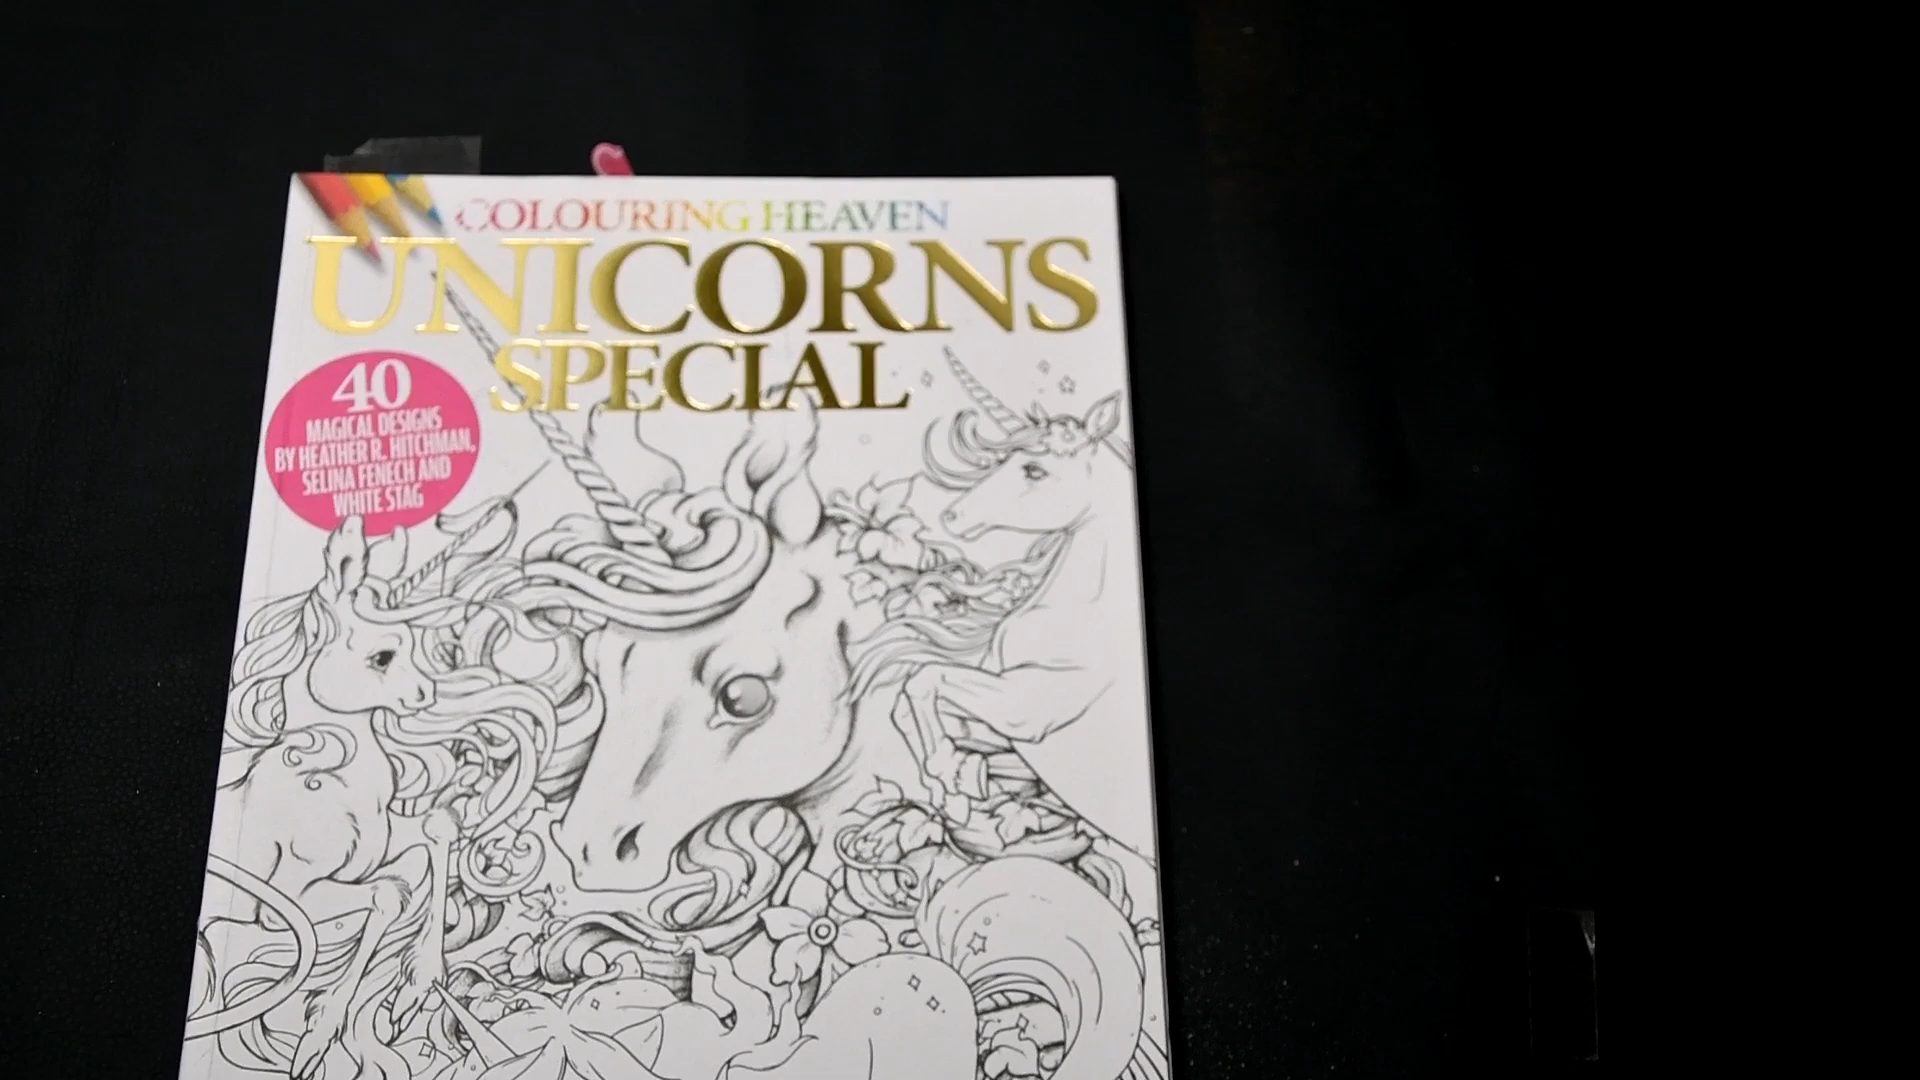 COLOURING HEAVEN
UNICORNS
SPECIAL
40
MAGICAL DESIGNS
BY HEATHER R. HITCHMAN,
SELINA FENECH AND
WHITE STAG